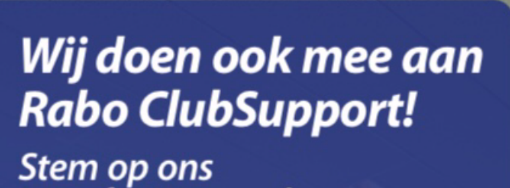 Wij doen ook mee aan
Rabo ClubSupport!
Stem op ons